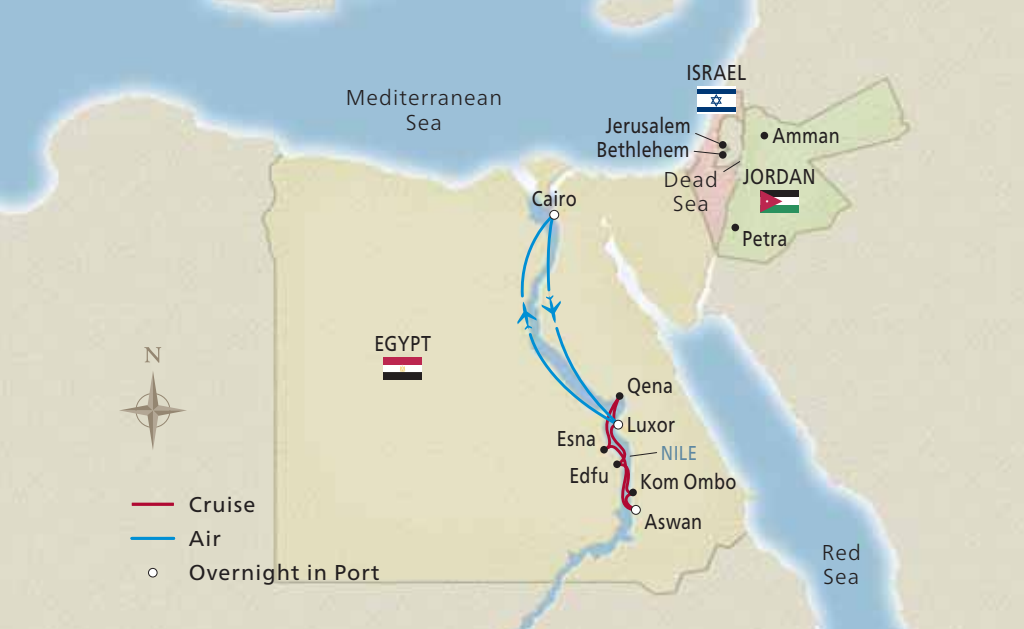 ISRAEL
Mediterranean
Sea
Jerusalem
Amman
Bethlehem
Dead
Sea
JORDAN
Cairo
Petra
EGYPT
N
Qena
Luxor
Esna
NILE
Edfu
Kom Ombo
Aswan
Cruise
Air
Overnight in Port
Red
Sea